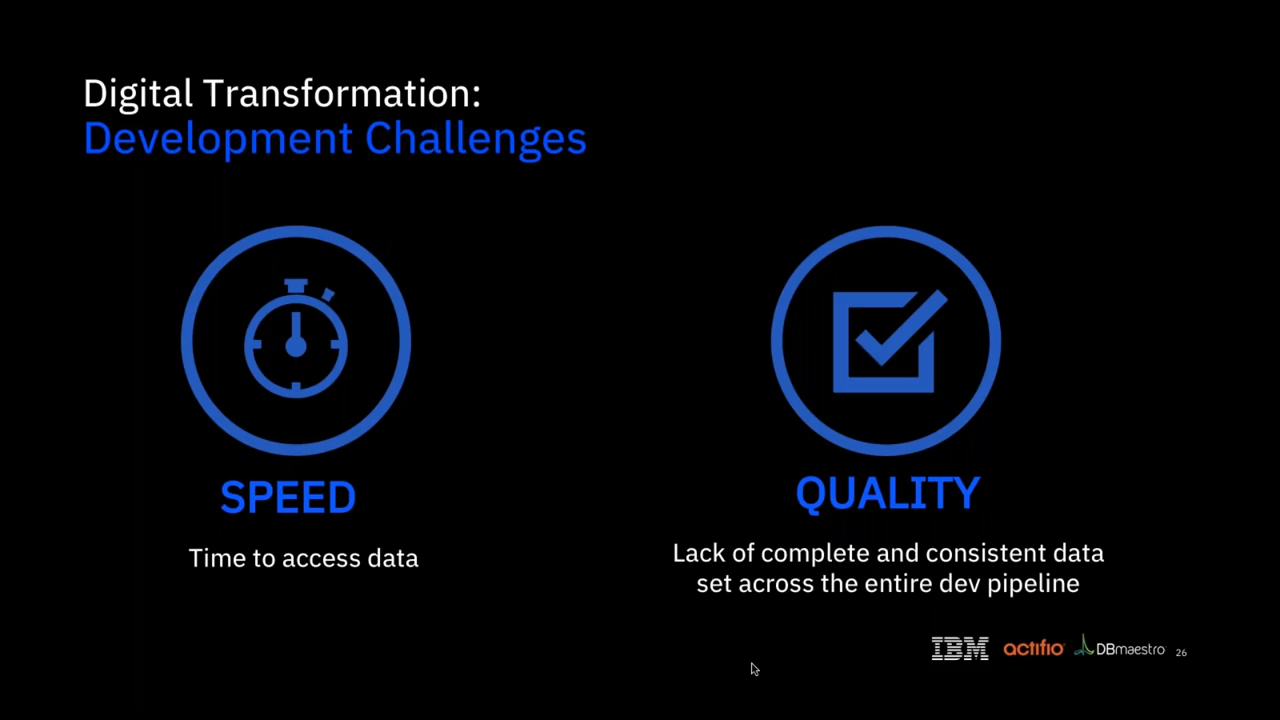 Digital Transformation:
Development Challenges
SPEED
Time to access data
QUALITY
Lack of complete and consistent data
set across the entire dev pipeline
IBM actifio DBmaestro 26